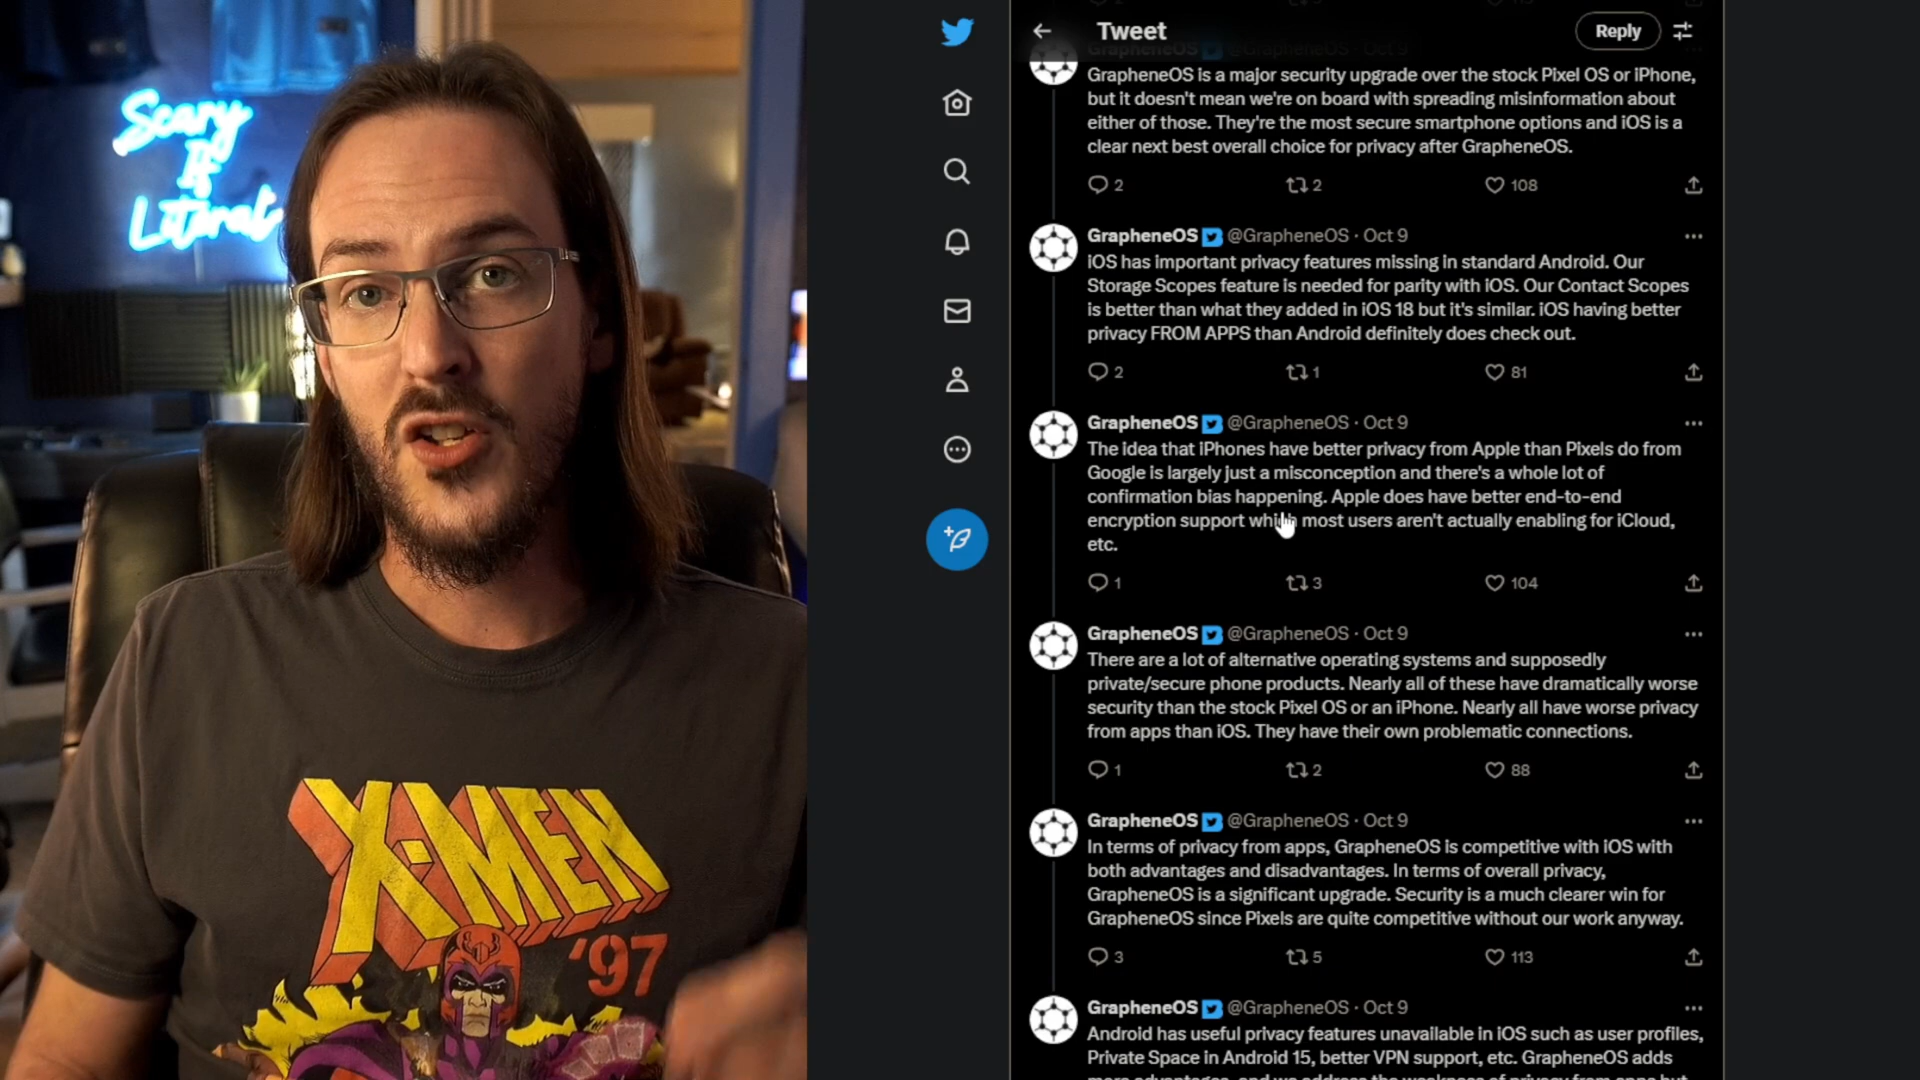 Scary
If
Literal
X-MEN
'97
Tweet
Reply
GrapheneOS @GrapheneOS · Oct 9
GrapheneOS is a major security upgrade over the stock Pixel OS or iPhone,
but it doesn't mean we're on board with spreading misinformation about
either of those. They're the most secure smartphone options and iOS is a
clear next best overall choice for privacy after GrapheneOS.
2 2 108
GrapheneOS @GrapheneOS · Oct 9
iOS has important privacy features missing in standard Android. Our
Storage Scopes feature is needed for parity with iOS. Our Contact Scopes
is better than what they added in iOS 18 but it's similar. iOS having better
privacy FROM APPS than Android definitely does check out.
2 1 81
GrapheneOS @GrapheneOS · Oct 9
The idea that iPhones have better privacy from Apple than Pixels do from
Google is largely just a misconception and there's a whole lot of
confirmation bias happening. Apple does have better end-to-end
encryption support which most users aren't actually enabling for iCloud,
etc.
1 3 104
GrapheneOS @GrapheneOS · Oct 9
There are a lot of alternative operating systems and supposedly
private/secure phone products. Nearly all of these have dramatically worse
security than the stock Pixel OS or an iPhone. Nearly all have worse privacy
from apps than iOS. They have their own problematic connections.
1 2 88
GrapheneOS @GrapheneOS · Oct 9
In terms of privacy from apps, GrapheneOS is competitive with iOS with
both advantages and disadvantages. In terms of overall privacy,
GrapheneOS is a significant upgrade. Security is a much clearer win for
GrapheneOS since Pixels are quite competitive without our work anyway.
3 5 113
GrapheneOS @GrapheneOS · Oct 9
Android has useful privacy features unavailable in iOS such as user profiles,
Private Space in Android 15, better VPN support, etc. GrapheneOS adds